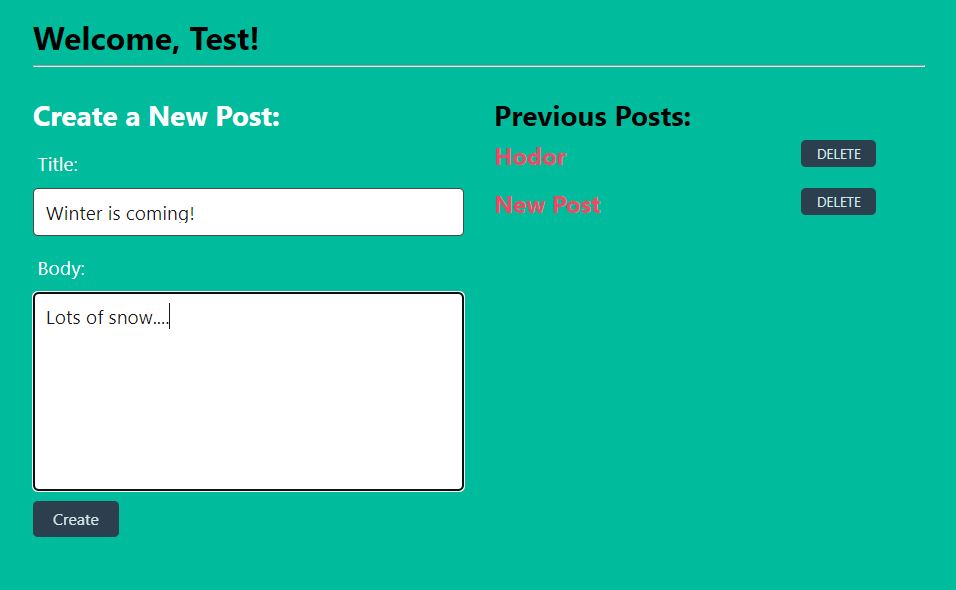 Welcome, Test!
Create a New Post:
Title:
Winter is coming!
Body:
Lots of snow....
Create
Previous Posts:
Hodor
DELETE
New Post
DELETE